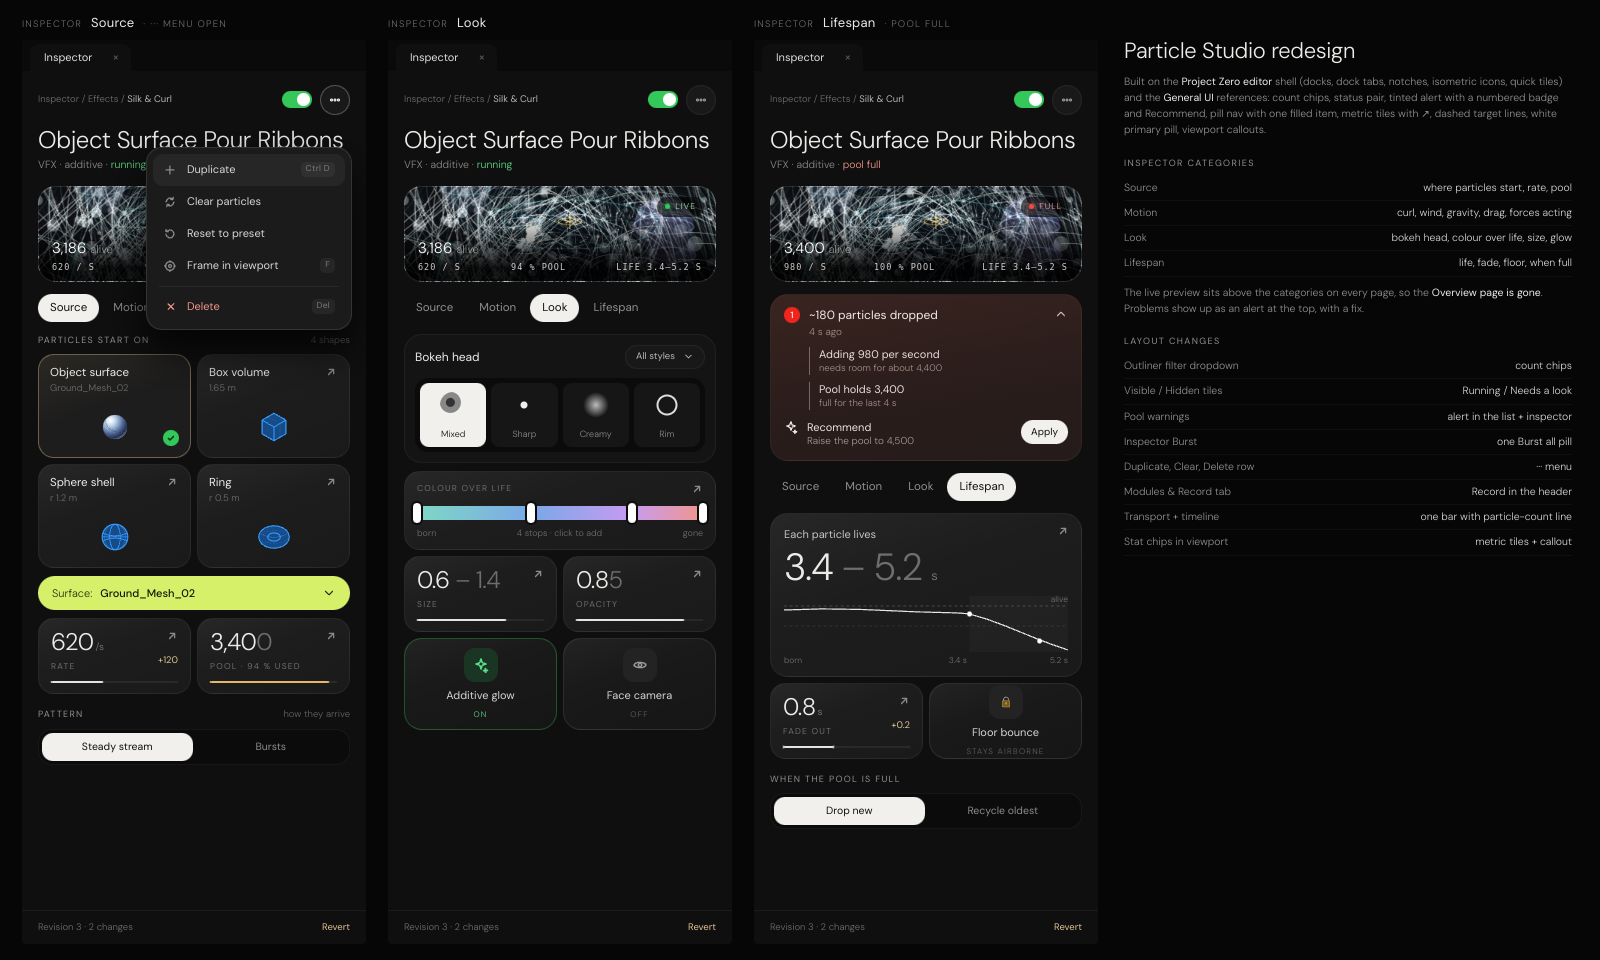 INSPECTOR Source · ··· MENU OPEN
Inspector ×
Inspector / Effects / Silk & Curl
Object Surface Pour Ribbons
VFX · additive · running
3,186 alive
620 / S
Duplicate Ctrl D
Clear particles
Reset to preset
Frame in viewport F
Delete Del
Source Motion
PARTICLES START ON 4 shapes
Object surface
Ground_Mesh_02
Box volume
1.65 m
Sphere shell
r 1.2 m
Ring
r 0.5 m
Surface: Ground_Mesh_02
620 /s
RATE +120
3,400
POOL · 94 % USED
PATTERN how they arrive
Steady stream Bursts
Revision 3 · 2 changes Revert
INSPECTOR Look
Inspector ×
Inspector / Effects / Silk & Curl
Object Surface Pour Ribbons
VFX · additive · running
LIVE
3,186 alive
620 / S 94 % POOL LIFE 3.4–5.2 S
Source Motion Look Lifespan
Bokeh head All styles
Mixed Sharp Creamy Rim
COLOUR OVER LIFE
born 4 stops · click to add gone
0.6 – 1.4
SIZE
0.85
OPACITY
Additive glow
ON
Face camera
OFF
Revision 3 · 2 changes Revert
INSPECTOR Lifespan · POOL FULL
Inspector ×
Inspector / Effects / Silk & Curl
Object Surface Pour Ribbons
VFX · additive · pool full
FULL
3,400 alive
980 / S 100 % POOL LIFE 3.4–5.2 S
1 ~180 particles dropped
4 s ago
Adding 980 per second
needs room for about 4,400
Pool holds 3,400
full for the last 4 s
Recommend
Raise the pool to 4,500
Apply
Source Motion Look Lifespan
Each particle lives
3.4 – 5.2 s
alive
born 3.4 s 5.2 s
0.8 s
FADE OUT +0.2
Floor bounce
STAYS AIRBORNE
WHEN THE POOL IS FULL
Drop new Recycle oldest
Revision 3 · 2 changes Revert
Particle Studio redesign
Built on the Project Zero editor shell (docks, dock tabs, notches, isometric icons, quick tiles)
and the General UI references: count chips, status pair, tinted alert with a numbered badge
and Recommend, pill nav with one filled item, metric tiles with ↗, dashed target lines, white
primary pill, viewport callouts.
INSPECTOR CATEGORIES
Source where particles start, rate, pool
Motion curl, wind, gravity, drag, forces acting
Look bokeh head, colour over life, size, glow
Lifespan life, fade, floor, when full
The live preview sits above the categories on every page, so the Overview page is gone.
Problems show up as an alert at the top, with a fix.
LAYOUT CHANGES
Outliner filter dropdown count chips
Visible / Hidden tiles Running / Needs a look
Pool warnings alert in the list + inspector
Inspector Burst one Burst all pill
Duplicate, Clear, Delete row ··· menu
Modules & Record tab Record in the header
Transport + timeline one bar with particle-count line
Stat chips in viewport metric tiles + callout